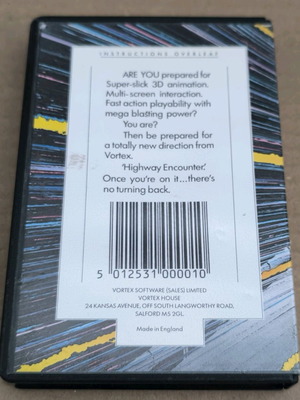 INSTRUCTIONS OVERLEAF
ARE YOU prepared for
Super-slick 3D animation.
Multi-screen interaction.
Fast action playability with
mega blasting power?
You are?
Then be prepared for
a totally new direction from
Vortex.
'Highway Encounter.'
Once you're on it...there's
no turning back.
5 012531 000010
VORTEX SOFTWARE (SALES) LIMITED
VORTEX HOUSE
24 KANSAS AVENUE, OFF SOUTH LANGWORTHY ROAD,
SALFORD M5 2GL.
Made in England